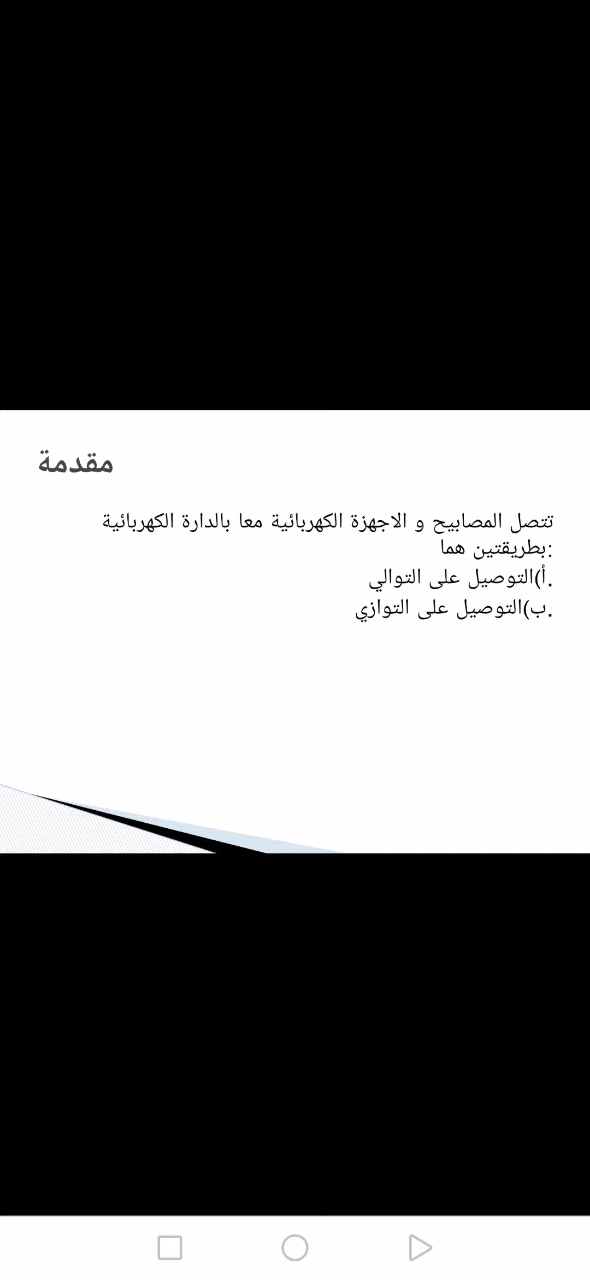 مقدمة
تتصل المصابيح و الاجهزة الكهربائية معا بالدارة الكهربائية
:بطريقتين هما
.أ)التوصيل على التوالي
.ب)التوصيل على التوازي